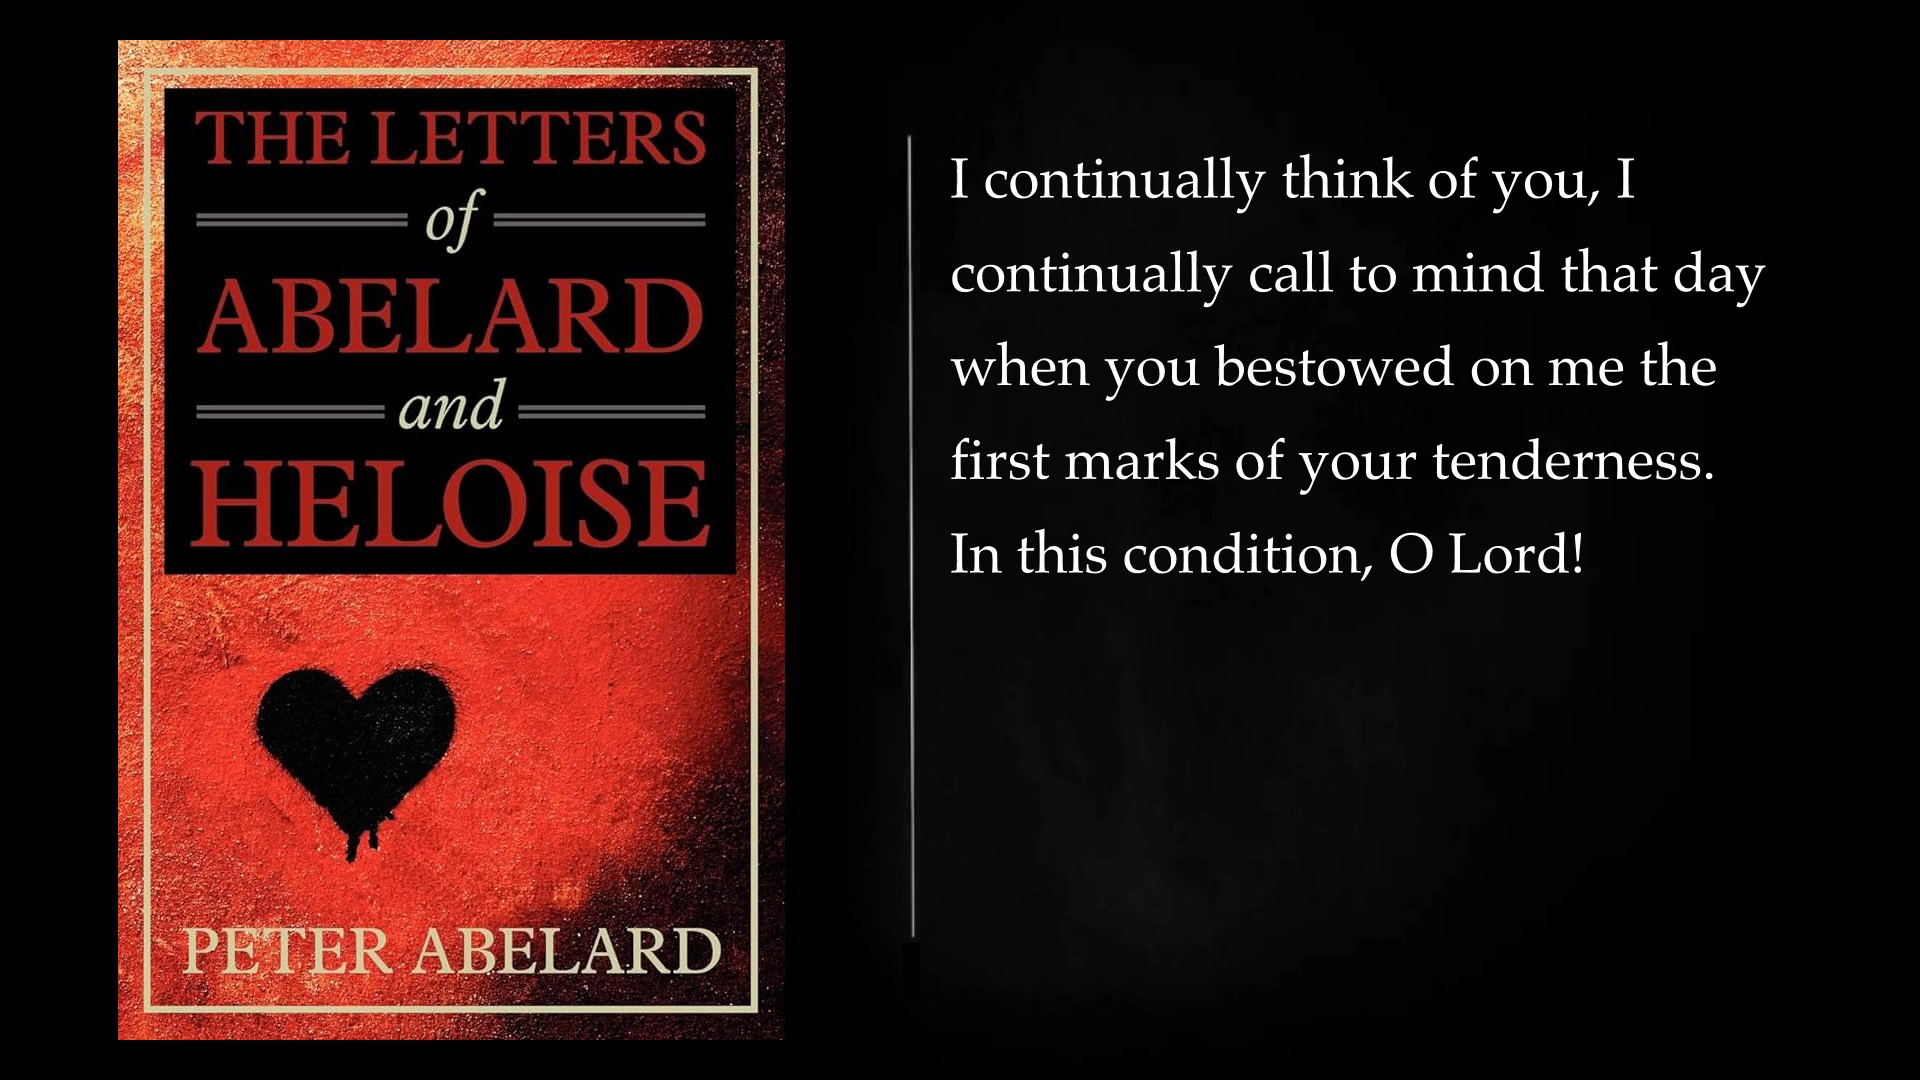 THE LETTERS
of
ABELARD
and
HELOISE
PETER ABELARD
I continually think of you, I
continually call to mind that day
when you bestowed on me the
first marks of your tenderness.
In this condition, O Lord!